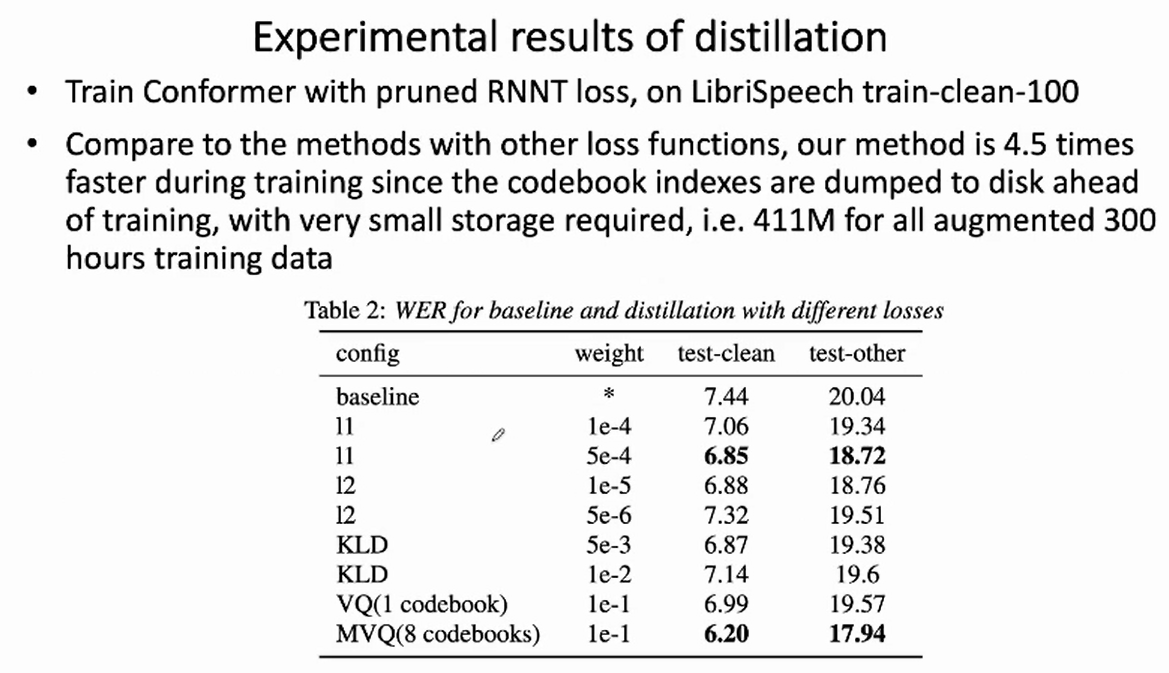 Experimental results of distillation
• Train Conformer with pruned RNNT loss, on LibriSpeech train-clean-100
• Compare to the methods with other loss functions, our method is 4.5 times
faster during training since the codebook indexes are dumped to disk ahead
of training, with very small storage required, i.e. 411M for all augmented 300
hours training data
Table 2: WER for baseline and distillation with different losses
config weight test-clean test-other
baseline * 7.44 20.04
l1 1e-4 7.06 19.34
l1 5e-4 6.85 18.72
l2 1e-5 6.88 18.76
l2 5e-6 7.32 19.51
KLD 5e-3 6.87 19.38
KLD 1e-2 7.14 19.6
VQ(1 codebook) 1e-1 6.99 19.57
MVQ(8 codebooks) 1e-1 6.20 17.94